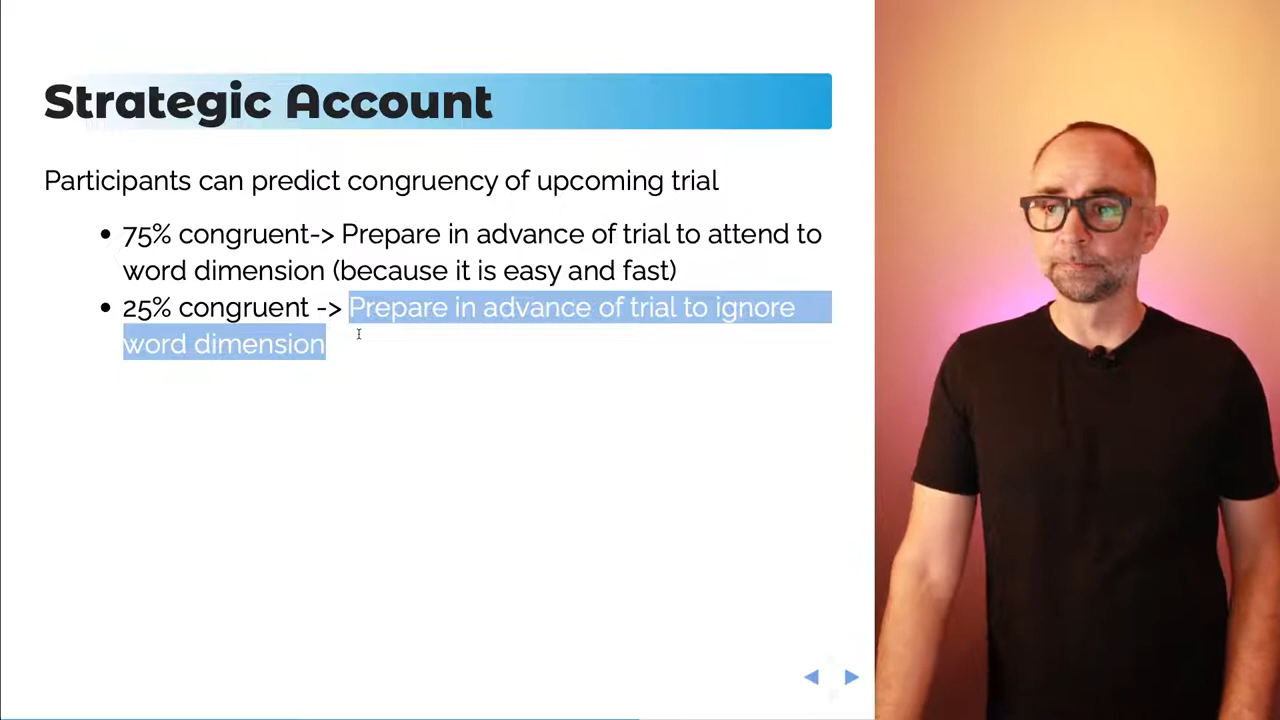 Strategic Account
Participants can predict congruency of upcoming trial
• 75% congruent-> Prepare in advance of trial to attend to
word dimension (because it is easy and fast)
• 25% congruent -> Prepare in advance of trial to ignore
word dimension